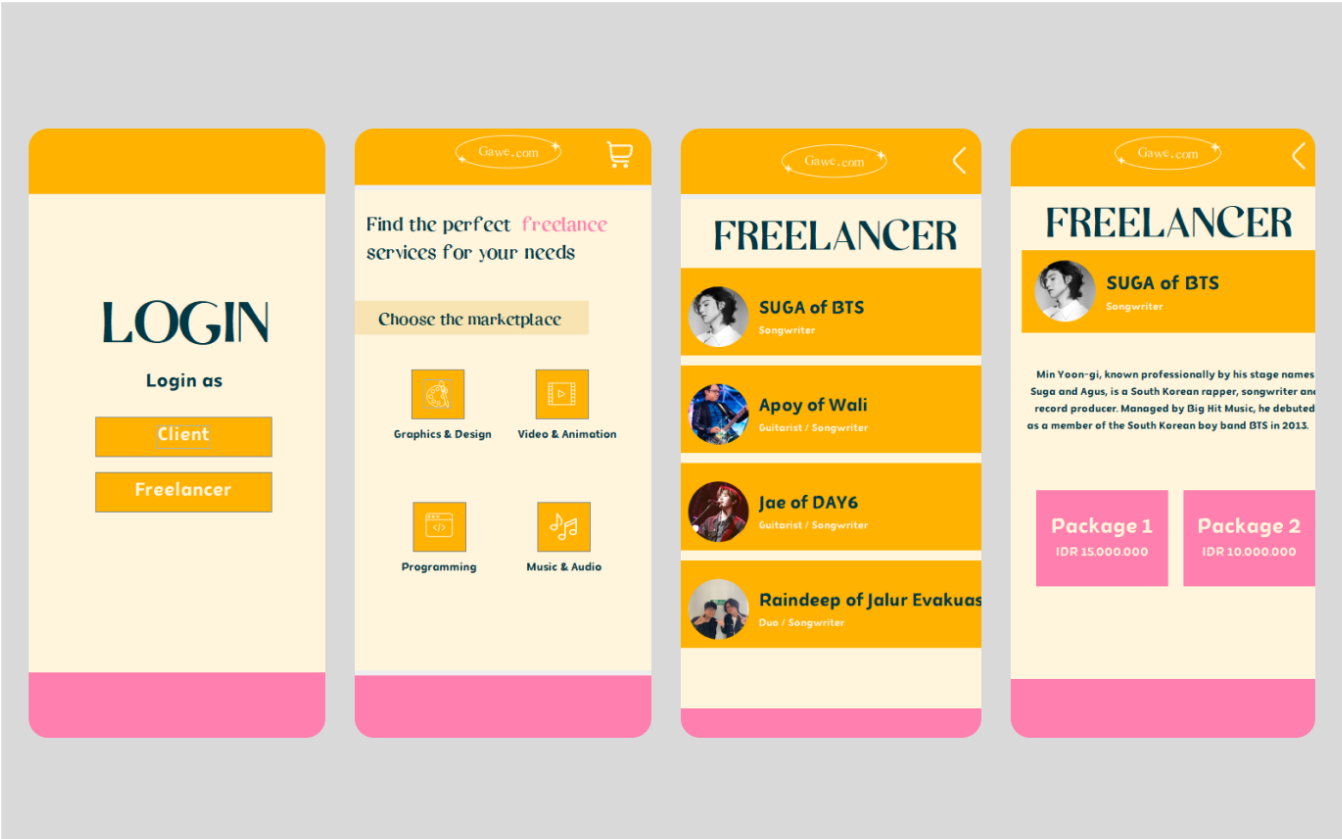 LOGIN
Login as
Client
Freelancer
Gawe.com
Find the perfect freelance
services for your needs
Choose the marketplace
Graphics & Design
Video & Animation
Programming
Music & Audio
Gawe.com
FREELANCER
SUGA of BTS
Songwriter
Apoy of Wali
Guitarist / Songwriter
Jae of DAY6
Guitarist / Songwriter
Raindeep of Jalur Evakuas
Duo / Songwriter
Gawe.com
FREELANCER
SUGA of BTS
Songwriter
Min Yoon-gi, known professionally by his stage names
Suga and Agus, is a South Korean rapper, songwriter and
record producer. Managed by Big Hit Music, he debuted
as a member of the South Korean boy band BTS in 2013.
Package 1
IDR 15.000.000
Package 2
IDR 10.000.000